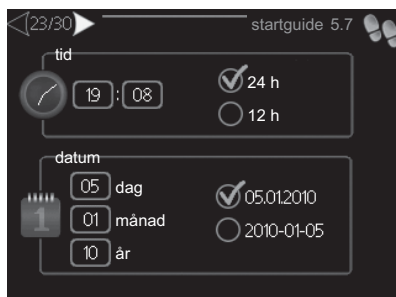 23/30 startguide 5.7
tid
19 : 08
24 h
12 h
datum
05 dag
01 månad
10 år
05.01.2010
2010-01-05
1